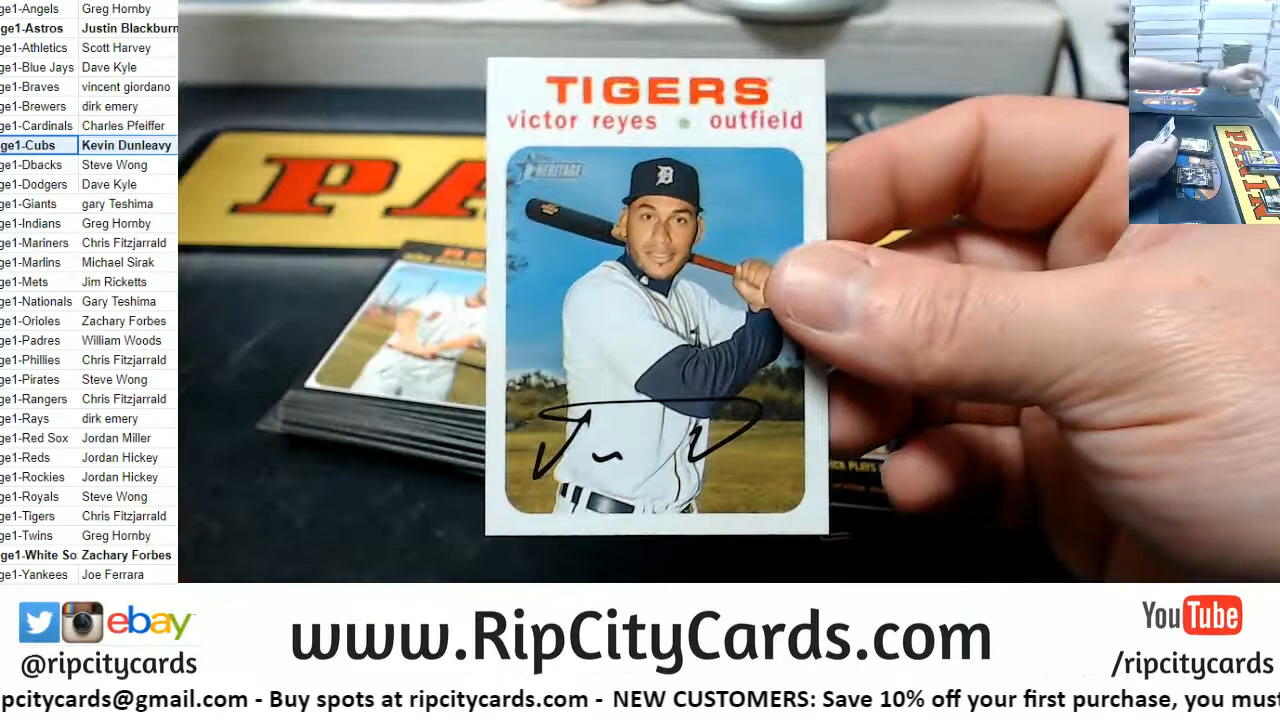 ge1-Angels Greg Hornby
ge1-Astros Justin Blackburn
ge1-Athletics Scott Harvey
ge1-Blue Jays Dave Kyle
ge1-Braves vincent giordano
ge1-Brewers dirk emery
ge1-Cardinals Charles Pfeiffer
ge1-Cubs Kevin Dunleavy
ge1-Dbacks Steve Wong
ge1-Dodgers Dave Kyle
ge1-Giants gary Teshima
ge1-Indians Greg Hornby
ge1-Mariners Chris Fitzjarrald
ge1-Marlins Michael Sirak
ge1-Mets Jim Ricketts
ge1-Nationals Gary Teshima
ge1-Orioles Zachary Forbes
ge1-Padres William Woods
ge1-Phillies Chris Fitzjarrald
ge1-Pirates Steve Wong
ge1-Rangers Chris Fitzjarrald
ge1-Rays dirk emery
ge1-Red Sox Jordan Miller
ge1-Reds Jordan Hickey
ge1-Rockies Jordan Hickey
ge1-Royals Steve Wong
ge1-Tigers Chris Fitzjarrald
ge1-Twins Greg Hornby
ge1-White So Zachary Forbes
ge1-Yankees Joe Ferrara
TIGERS
victor reyes • outfield
Topps HERITAGE
D
PA
PLAYS
ebay
@ripcitycards
www.RipCityCards.com
YouTube
/ripcitycards
pcitycards@gmail.com - Buy spots at ripcitycards.com - NEW CUSTOMERS: Save 10% off your first purchase, you must